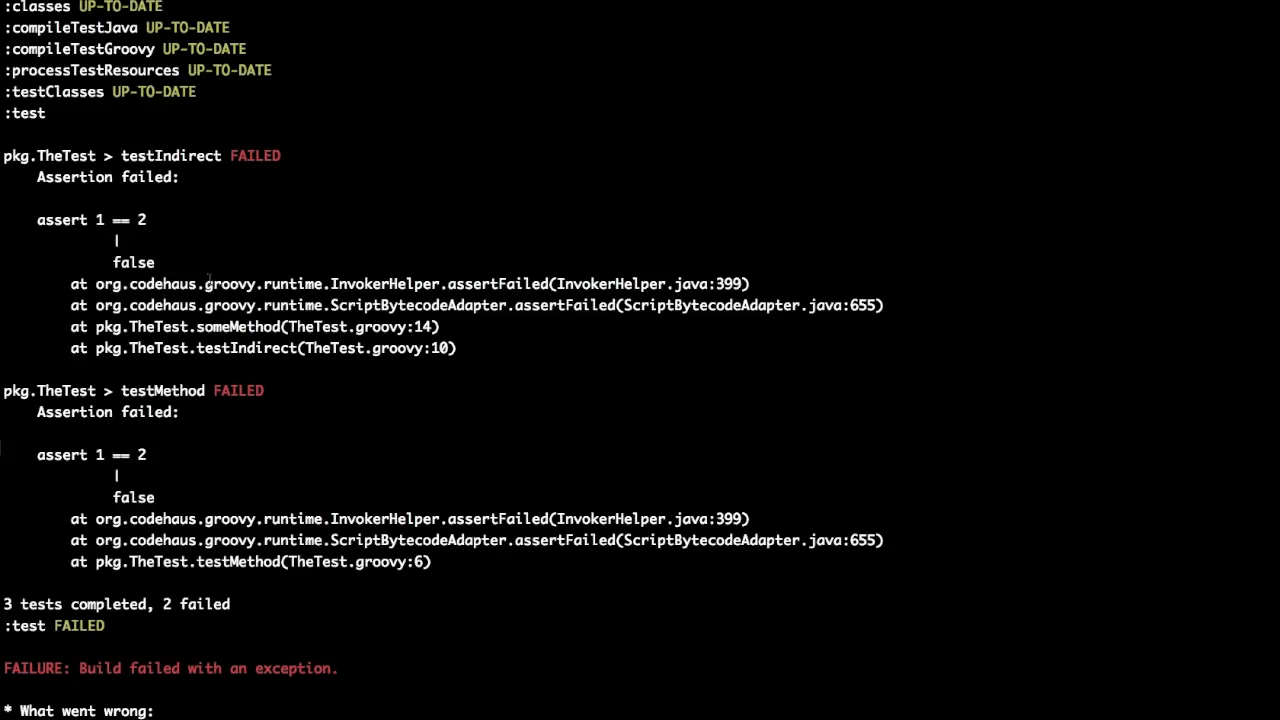 :classes UP-TO-DATE
:compileTestJava UP-TO-DATE
:compileTestGroovy UP-TO-DATE
:processTestResources UP-TO-DATE
:testClasses UP-TO-DATE
:test
pkg.TheTest > testIndirect FAILED
Assertion failed:
assert 1 == 2
|
false
at org.codehaus.groovy.runtime.InvokerHelper.assertFailed(InvokerHelper.java:399)
at org.codehaus.groovy.runtime.ScriptBytecodeAdapter.assertFailed(ScriptBytecodeAdapter.java:655)
at pkg.TheTest.someMethod(TheTest.groovy:14)
at pkg.TheTest.testIndirect(TheTest.groovy:10)
pkg.TheTest > testMethod FAILED
Assertion failed:
assert 1 == 2
|
false
at org.codehaus.groovy.runtime.InvokerHelper.assertFailed(InvokerHelper.java:399)
at org.codehaus.groovy.runtime.ScriptBytecodeAdapter.assertFailed(ScriptBytecodeAdapter.java:655)
at pkg.TheTest.testMethod(TheTest.groovy:6)
3 tests completed, 2 failed
:test FAILED
FAILURE: Build failed with an exception.
* What went wrong: